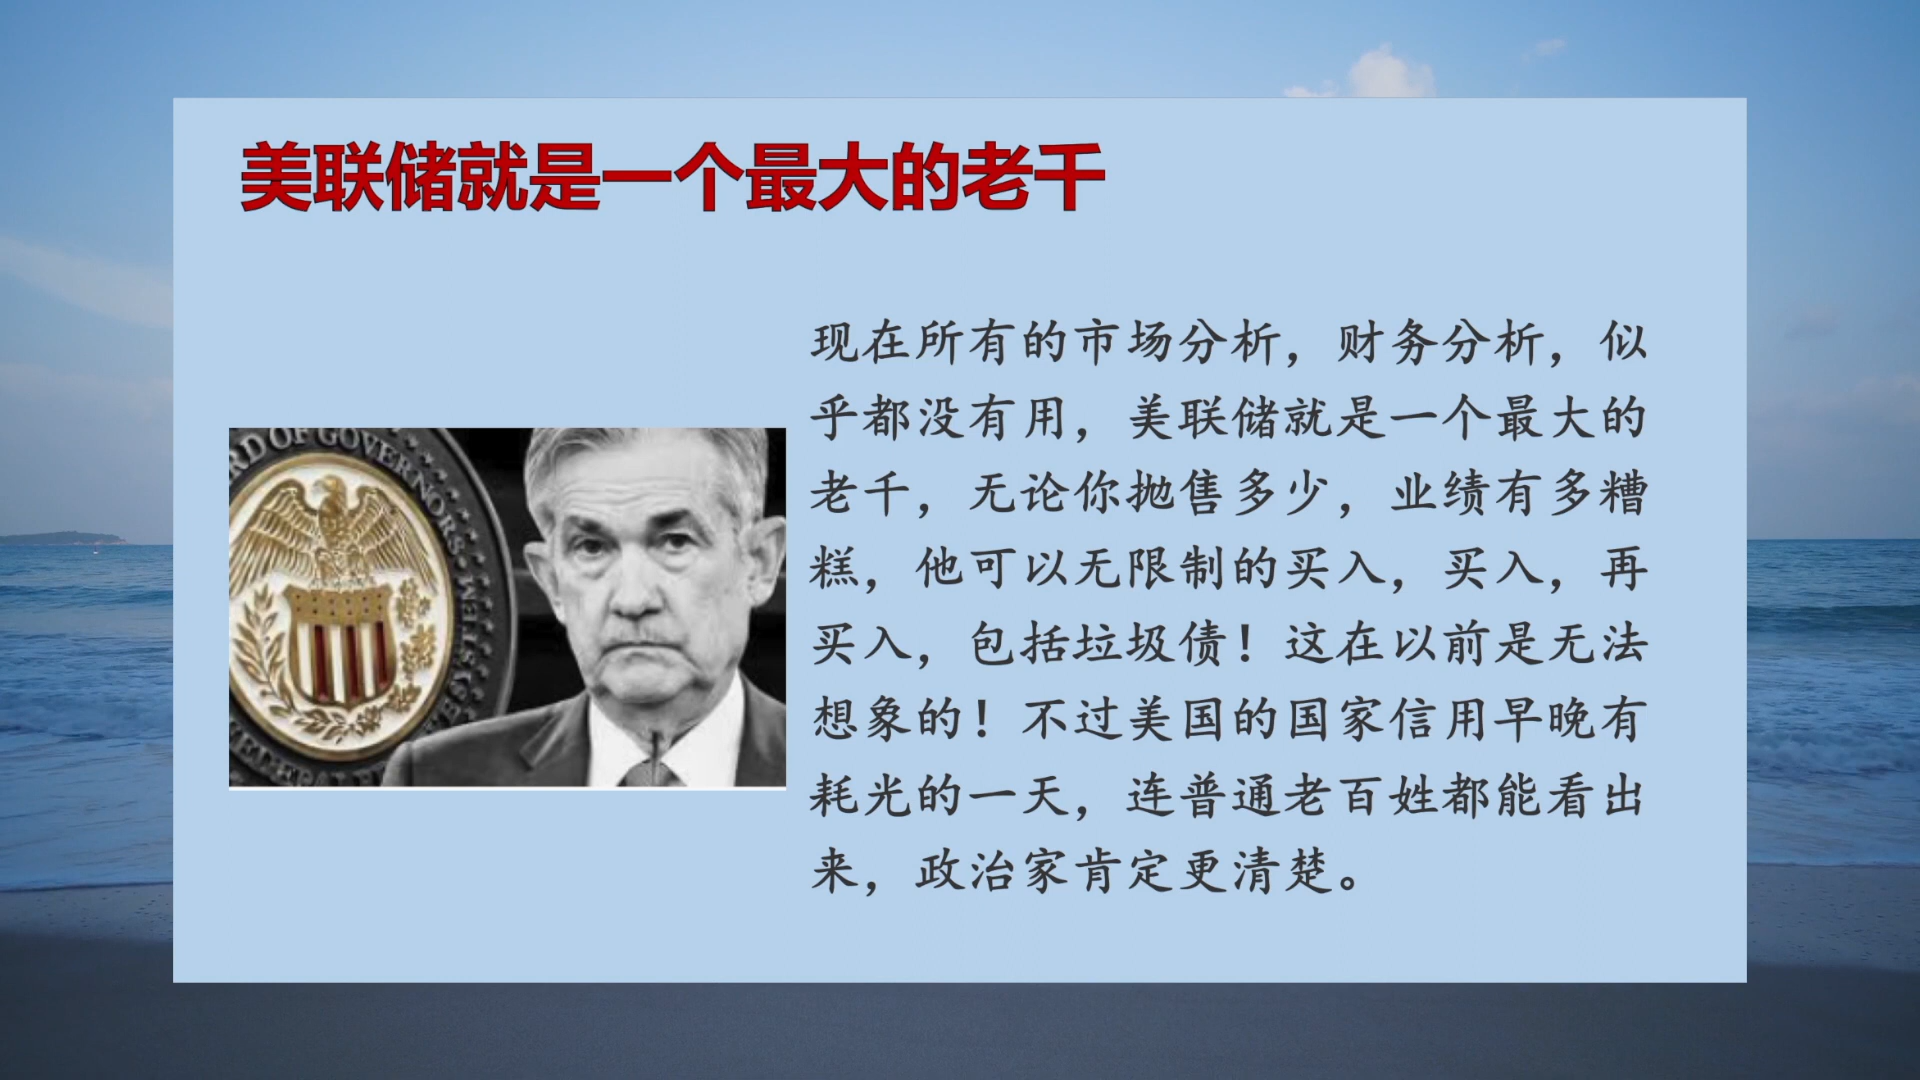 美联储就是一个最大的老千
现在所有的市场分析，财务分析，似
乎都没有用，美联储就是一个最大的
老千，无论你抛售多少，业绩有多糟
糕，他可以无限制的买入，买入，再
买入，包括垃圾债！这在以前是无法
想象的！不过美国的国家信用早晚有
耗光的一天，连普通老百姓都能看出
来，政治家肯定更清楚。
RD OF GOVERNORS
SYSTEM
FEDERAL